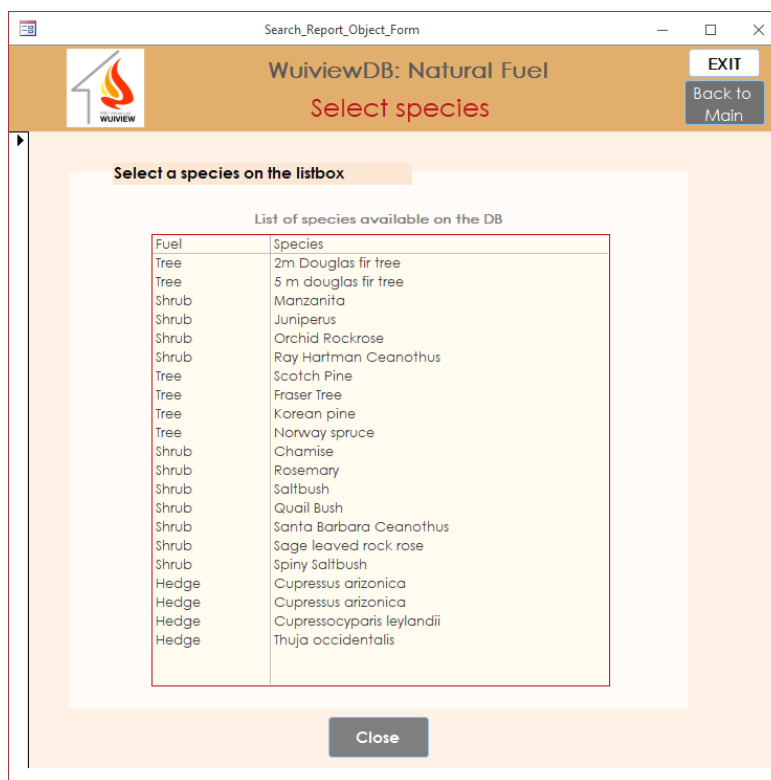 Search_Report_Object_Form
WuiviewDB: Natural Fuel
EXIT
Select species
Back to
Main
WUIVIEW
Select a species on the listbox
List of species available on the DB
Fuel Species
Tree 2m Douglas fir tree
Tree 5 m douglas fir tree
Shrub Manzanita
Shrub Juniperus
Shrub Orchid Rockrose
Shrub Ray Hartman Ceanothus
Tree Scotch Pine
Tree Fraser Tree
Tree Korean pine
Tree Norway spruce
Shrub Chamise
Shrub Rosemary
Shrub Saltbush
Shrub Quail Bush
Shrub Santa Barbara Ceanothus
Shrub Sage leaved rock rose
Shrub Spiny Saltbush
Hedge Cupressus arizonica
Hedge Cupressus arizonica
Hedge Cupressocyparis leylandii
Hedge Thuja occidentalis
Close